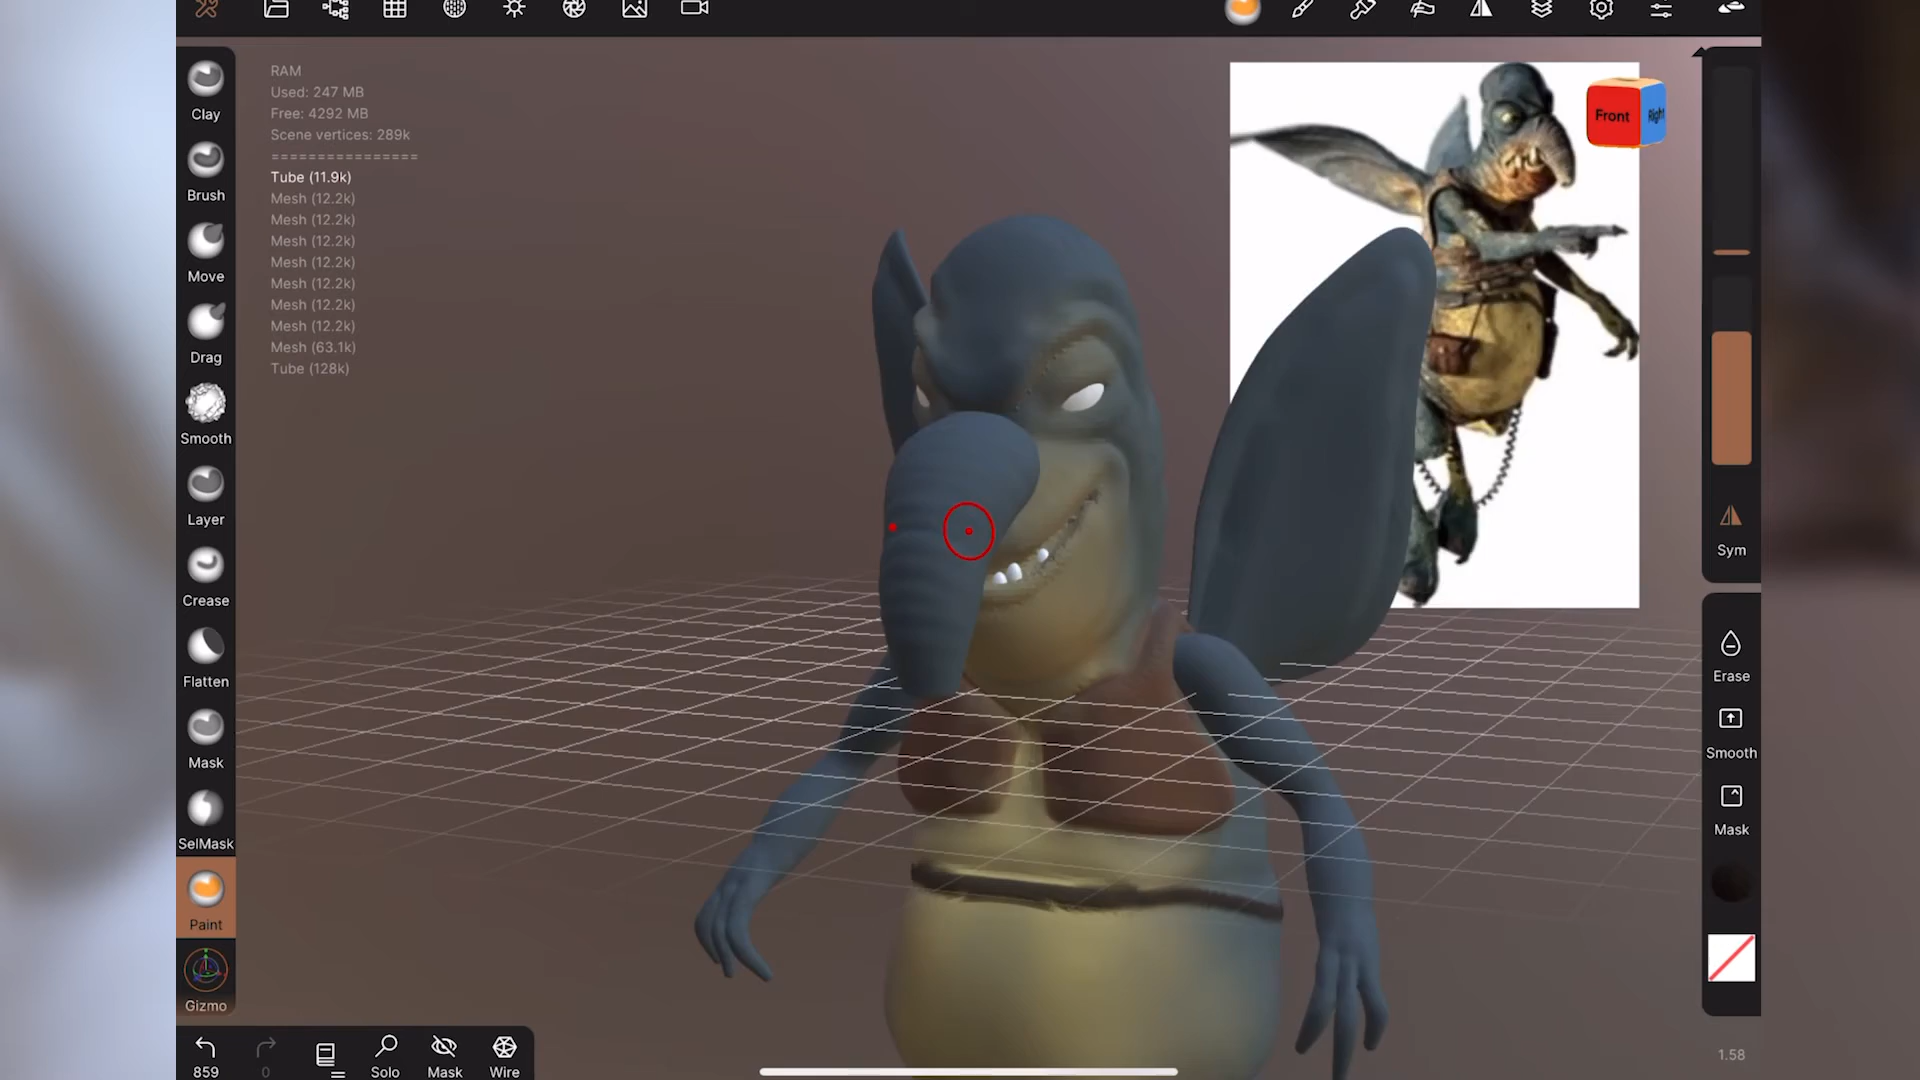 RAM
Used: 247 MB
Free: 4292 MB
Scene vertices: 289k
================
Tube (11.9k)
Mesh (12.2k)
Mesh (12.2k)
Mesh (12.2k)
Mesh (12.2k)
Mesh (12.2k)
Mesh (12.2k)
Mesh (12.2k)
Mesh (63.1k)
Tube (128k)
Clay
Brush
Move
Drag
Smooth
Layer
Crease
Flatten
Mask
SelMask
Paint
Gizmo
859
0
Solo
Mask
Wire
Front
Right
Sym
Erase
Smooth
Mask
1.58